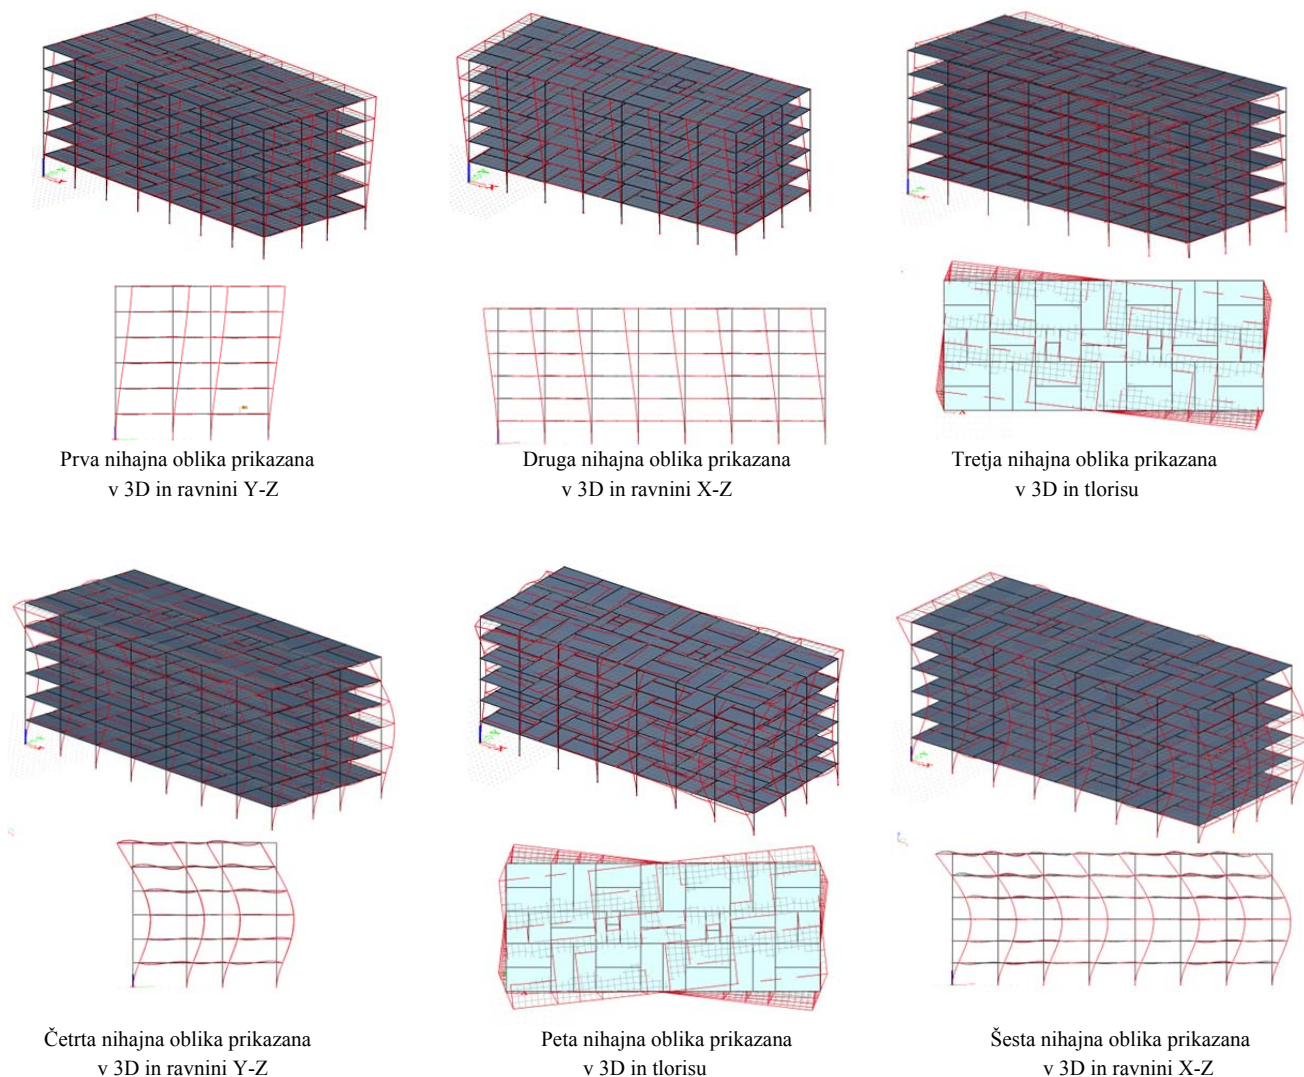 Prva nihajna oblika prikazana
v 3D in ravnini Y-Z
Druga nihajna oblika prikazana
v 3D in ravnini X-Z
Tretja nihajna oblika prikazana
v 3D in tlorisu
Četrta nihajna oblika prikazana
v 3D in ravnini Y-Z
Peta nihajna oblika prikazana
v 3D in tlorisu
Šesta nihajna oblika prikazana
v 3D in ravnini X-Z